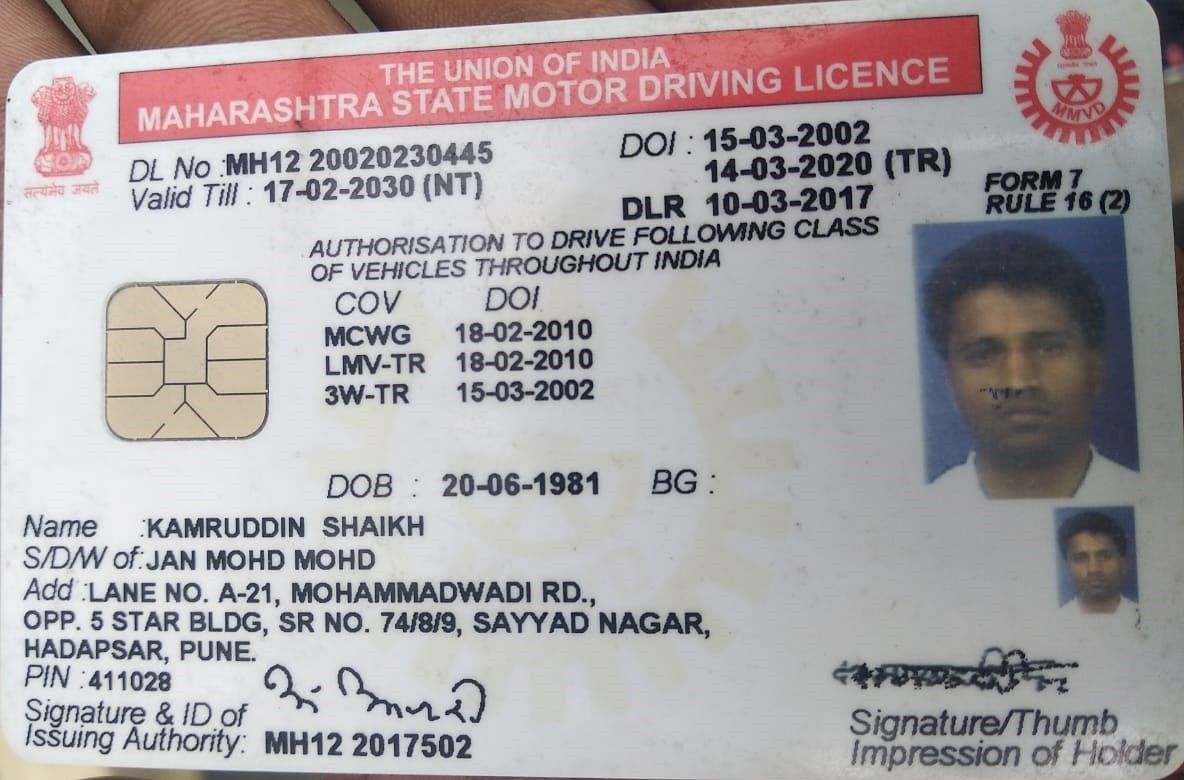 THE UNION OF INDIA
MAHARASHTRA STATE MOTOR DRIVING LICENCE
सत्यमेव जयते
MMVD
DL No :MH12 20020230445
DOI : 15-03-2002
Valid Till : 17-02-2030 (NT)
14-03-2020 (TR)
DLR 10-03-2017
FORM 7
RULE 16 (2)
AUTHORISATION TO DRIVE FOLLOWING CLASS
OF VEHICLES THROUGHOUT INDIA
COV DOI
MCWG 18-02-2010
LMV-TR 18-02-2010
3W-TR 15-03-2002
DOB : 20-06-1981 BG :
Name :KAMRUDDIN SHAIKH
S/D/W of:JAN MOHD MOHD
Add :LANE NO. A-21, MOHAMMADWADI RD.,
OPP. 5 STAR BLDG, SR NO. 74/8/9, SAYYAD NAGAR,
HADAPSAR, PUNE.
PIN :411028
Signature & ID of
Issuing Authority: MH12 2017502
Signature/Thumb
Impression of Holder